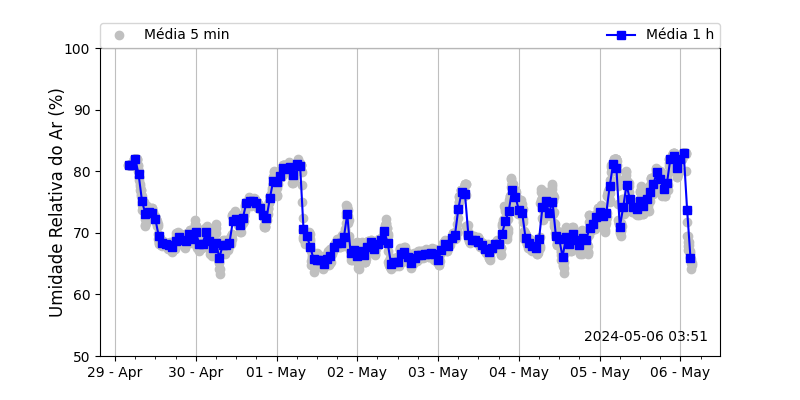 Média 5 min
Média 1 h
Umidade Relativa do Ar (%)
100
90
80
70
60
50
2024-05-06 03:51
29 - Apr
30 - Apr
01 - May
02 - May
03 - May
04 - May
05 - May
06 - May